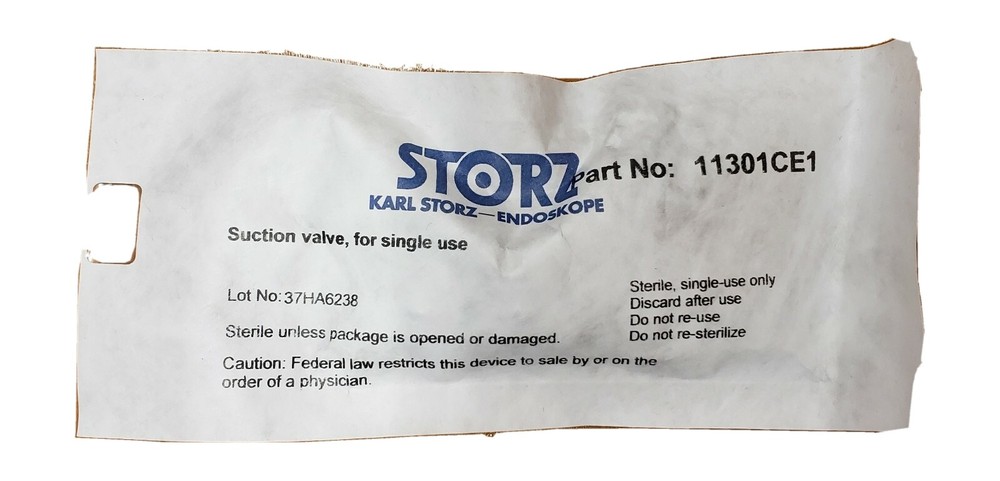 STORZ
KARL STORZ—ENDOSKOPE
Part No: 11301CE1
Suction valve, for single use
Lot No: 37HA6238
Sterile unless package is opened or damaged.
Caution: Federal law restricts this device to sale by or on the
order of a physician.
Sterile, single-use only
Discard after use
Do not re-use
Do not re-sterilize